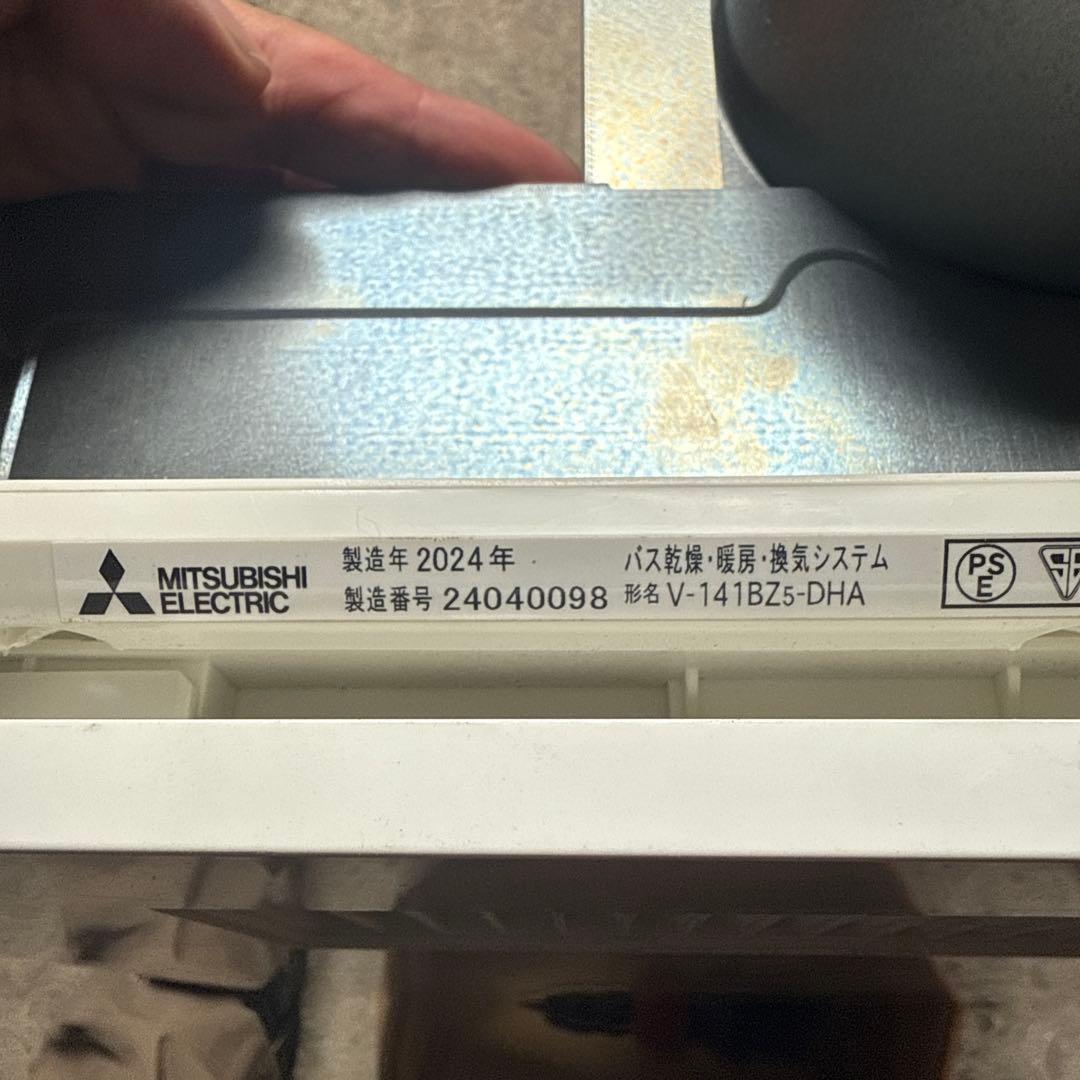 MITSUBISHI
ELECTRIC
製造年 2024年
製造番号 24040098
バス乾燥・暖房・換気システム
形名 V-141BZ5-DHA
PS
E